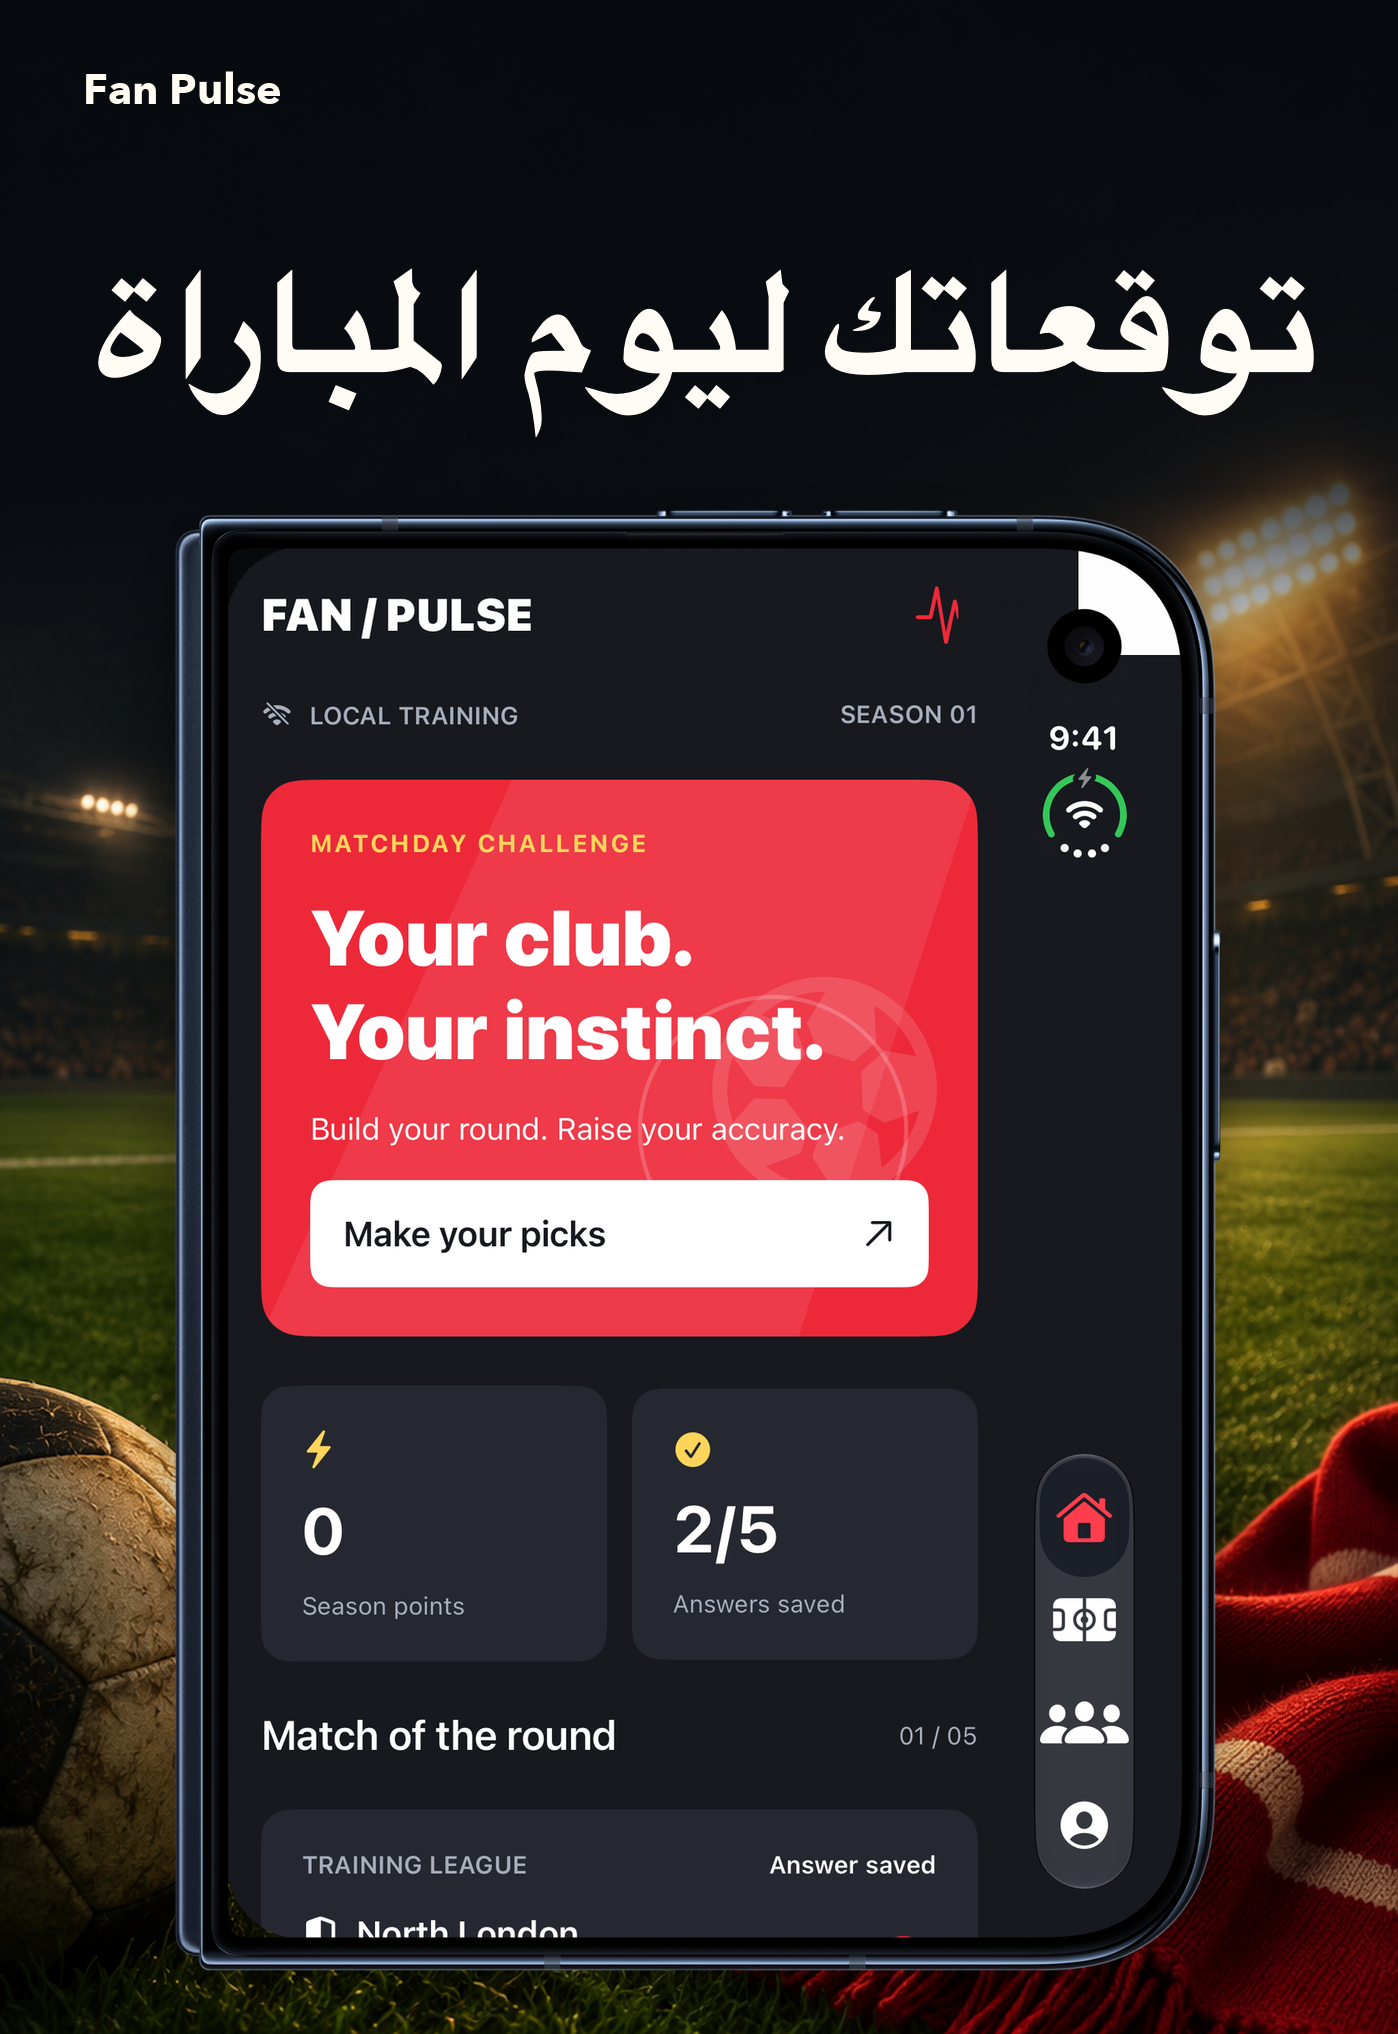 Fan Pulse
توقعاتك ليوم المباراة
FAN / PULSE
LOCAL TRAINING
SEASON 01
9:41
MATCHDAY CHALLENGE
Your club.
Your instinct.
Build your round. Raise your accuracy.
Make your picks
0
Season points
2/5
Answers saved
Match of the round
01 / 05
TRAINING LEAGUE
Answer saved
North London